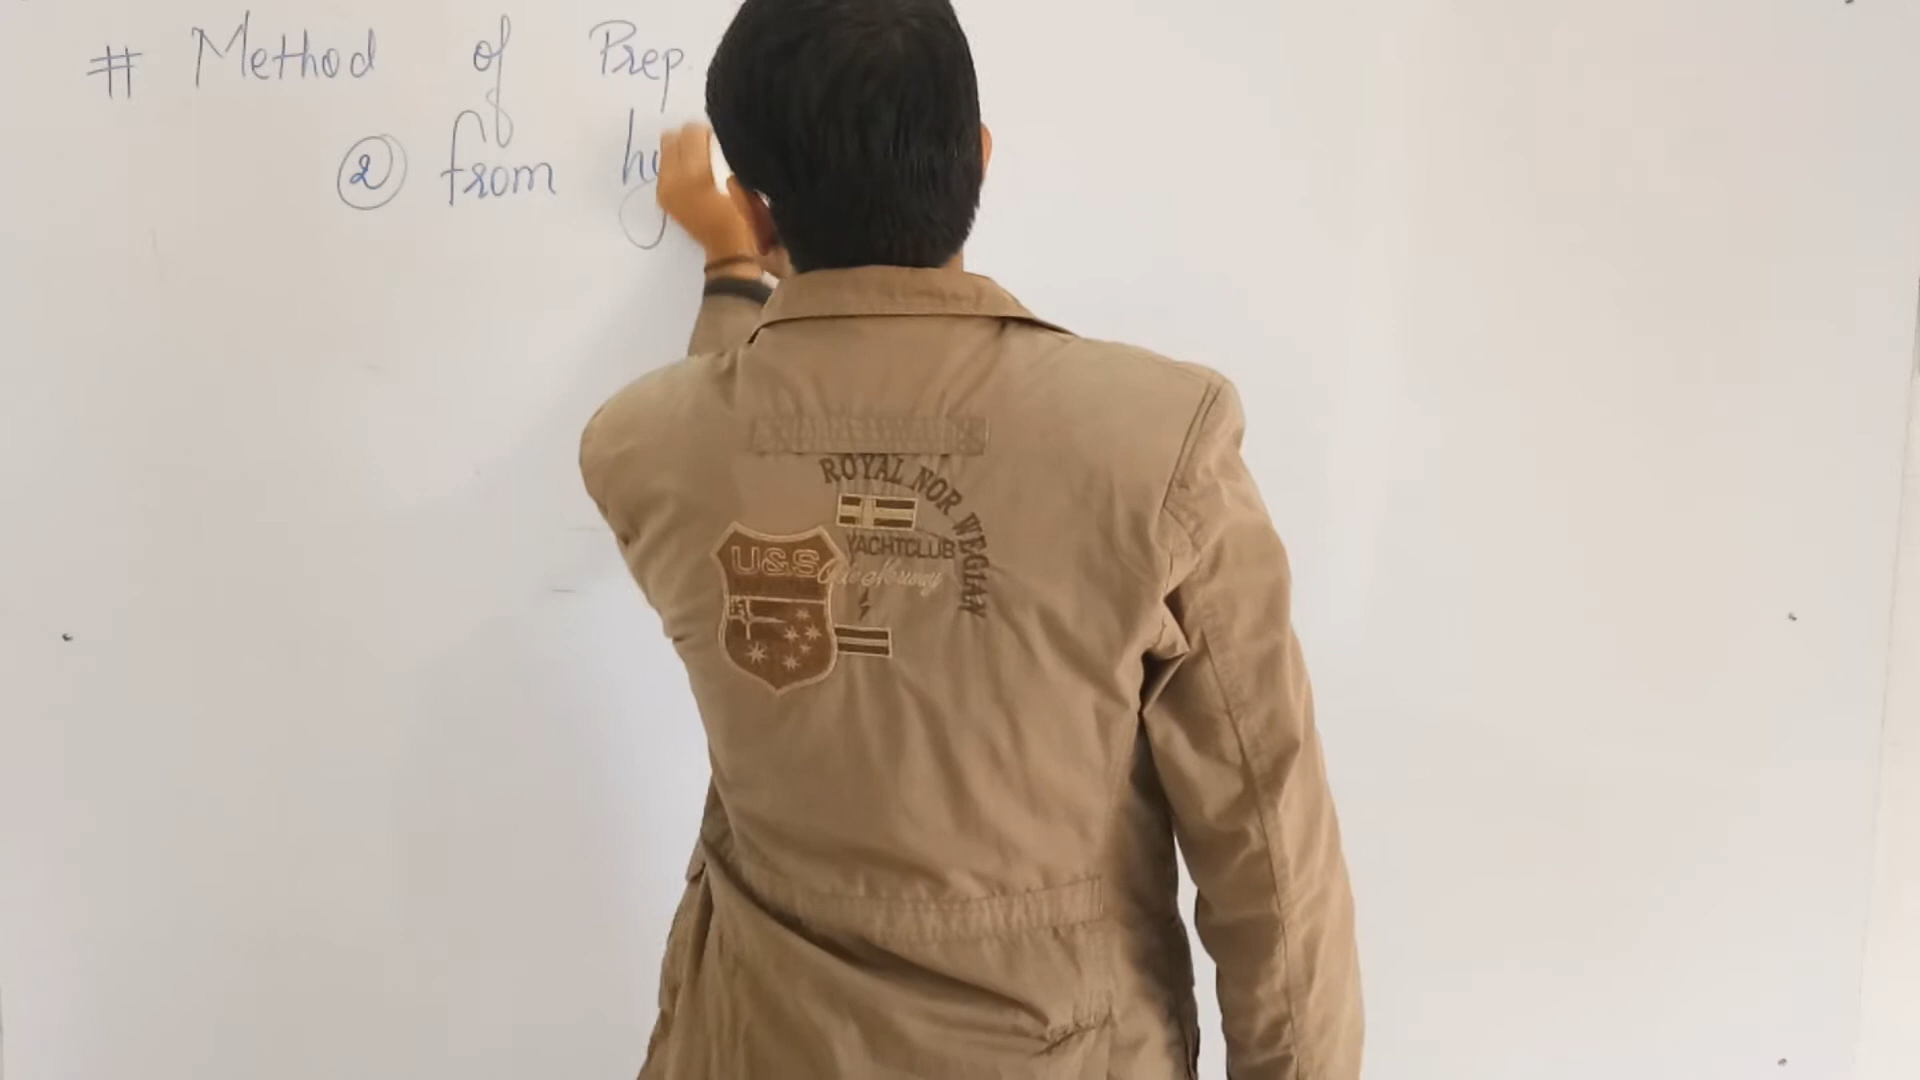 # Method of Prep
② from hy
ROYAL NOR WEGIAN
YACHTCLUB
U&S